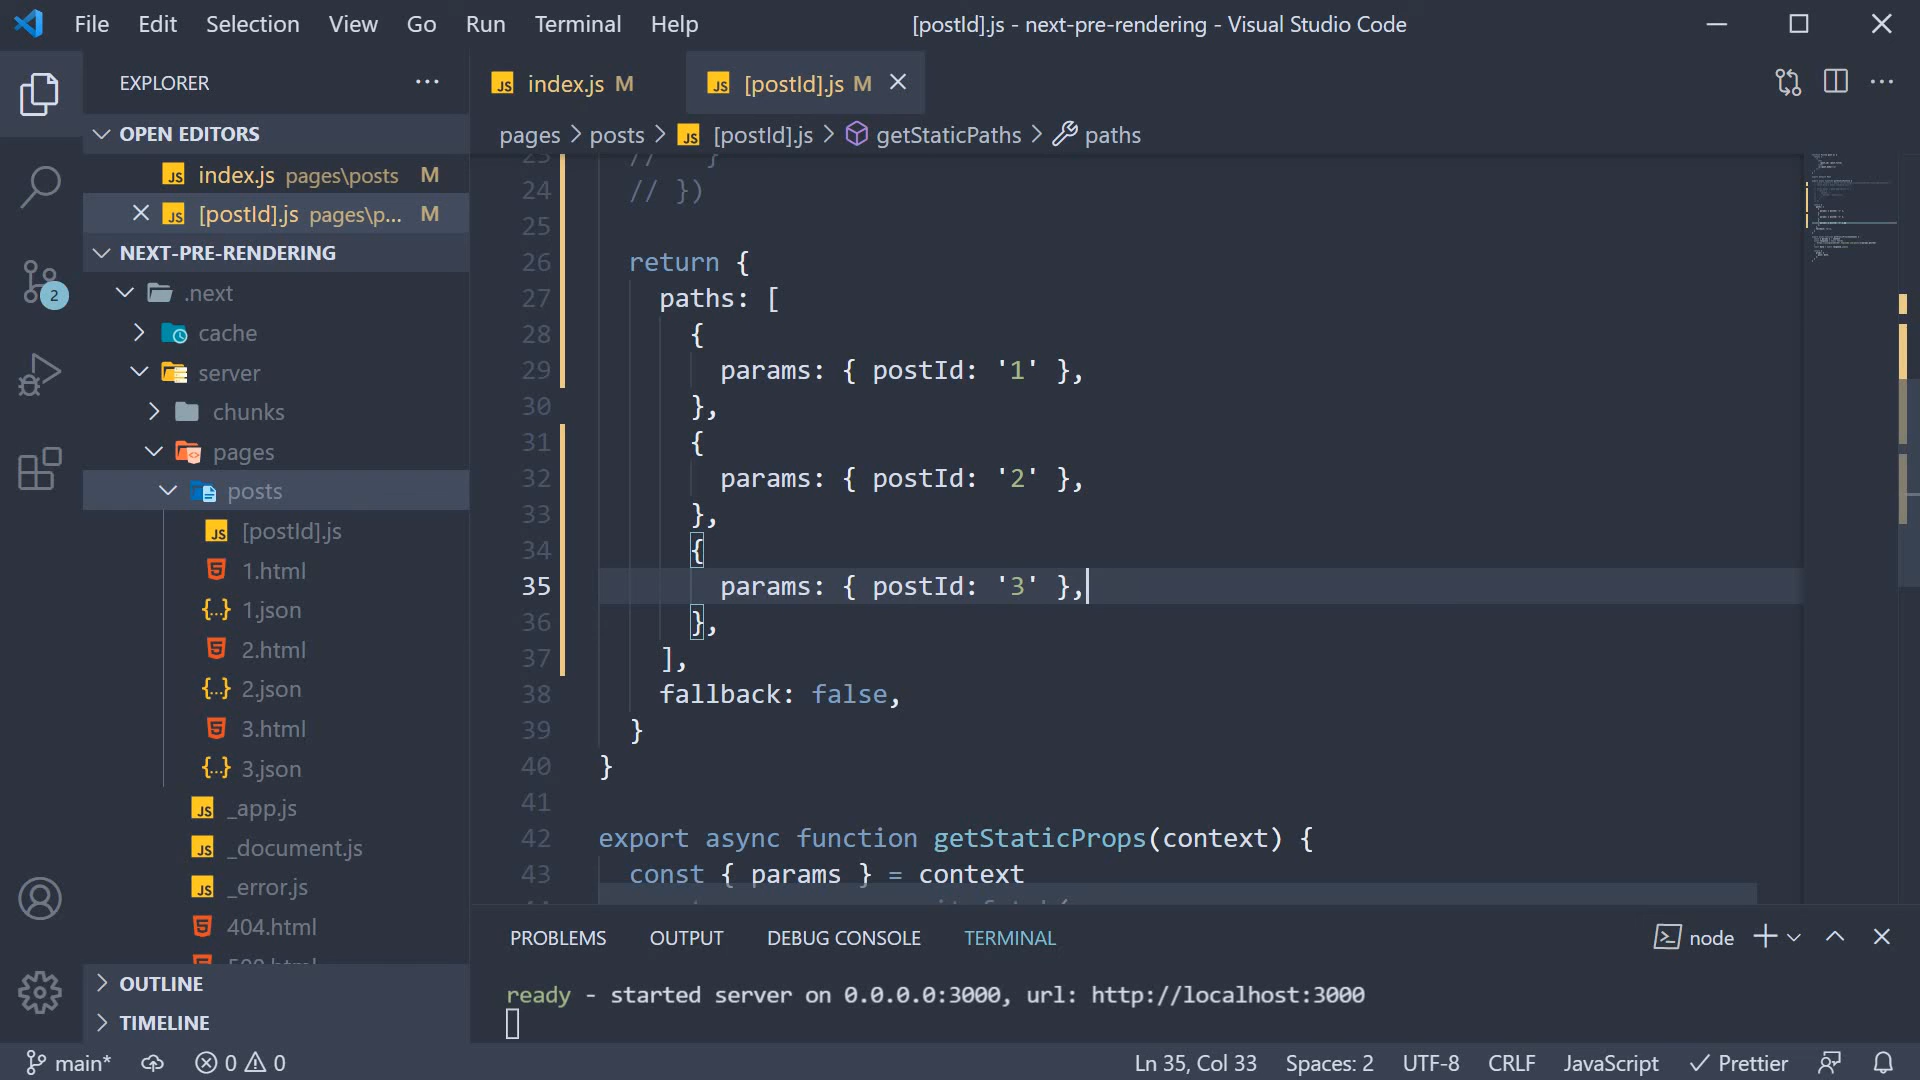 File Edit Selection View Go Run Terminal Help
[postId].js - next-pre-rendering - Visual Studio Code
EXPLORER
OPEN EDITORS
index.js pages\posts M
[postId].js pages\p... M
NEXT-PRE-RENDERING
.next
cache
server
chunks
pages
posts
[postId].js
1.html
1.json
2.html
2.json
3.html
3.json
_app.js
_document.js
_error.js
404.html
500.html
OUTLINE
TIMELINE
2
index.js M
[postId].js M
pages > posts > [postId].js > getStaticPaths > paths
23 // }
24 // })
25
26 return {
27 paths: [
28 {
29 params: { postId: '1' },
30 },
31 {
32 params: { postId: '2' },
33 },
34 {
35 params: { postId: '3' },
36 },
37 ],
38 fallback: false,
39 }
40 }
41
42 export async function getStaticProps(context) {
43 const { params } = context
PROBLEMS OUTPUT DEBUG CONSOLE TERMINAL
node
ready - started server on 0.0.0.0:3000, url: http://localhost:3000
main* 0 0
Ln 35, Col 33 Spaces: 2 UTF-8 CRLF JavaScript Prettier